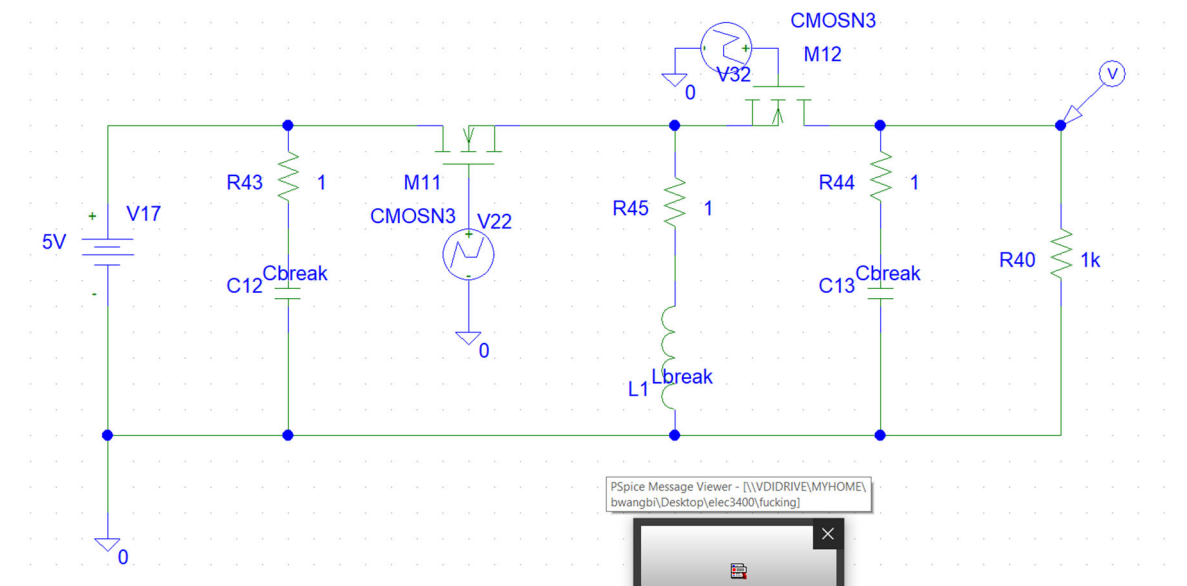 CMOSN3
M12
V32
+
0
V
R43
1
M11
R44
1
CMOSN3
V22
R45
1
+
V17
5V
-
+
-
R40
1k
Cbreak
C12
Cbreak
C13
0
Lbreak
L1
PSpice Message Viewer - [\\VDIDRIVE\MYHOME\
bwangbi\Desktop\elec3400\fucking]
0